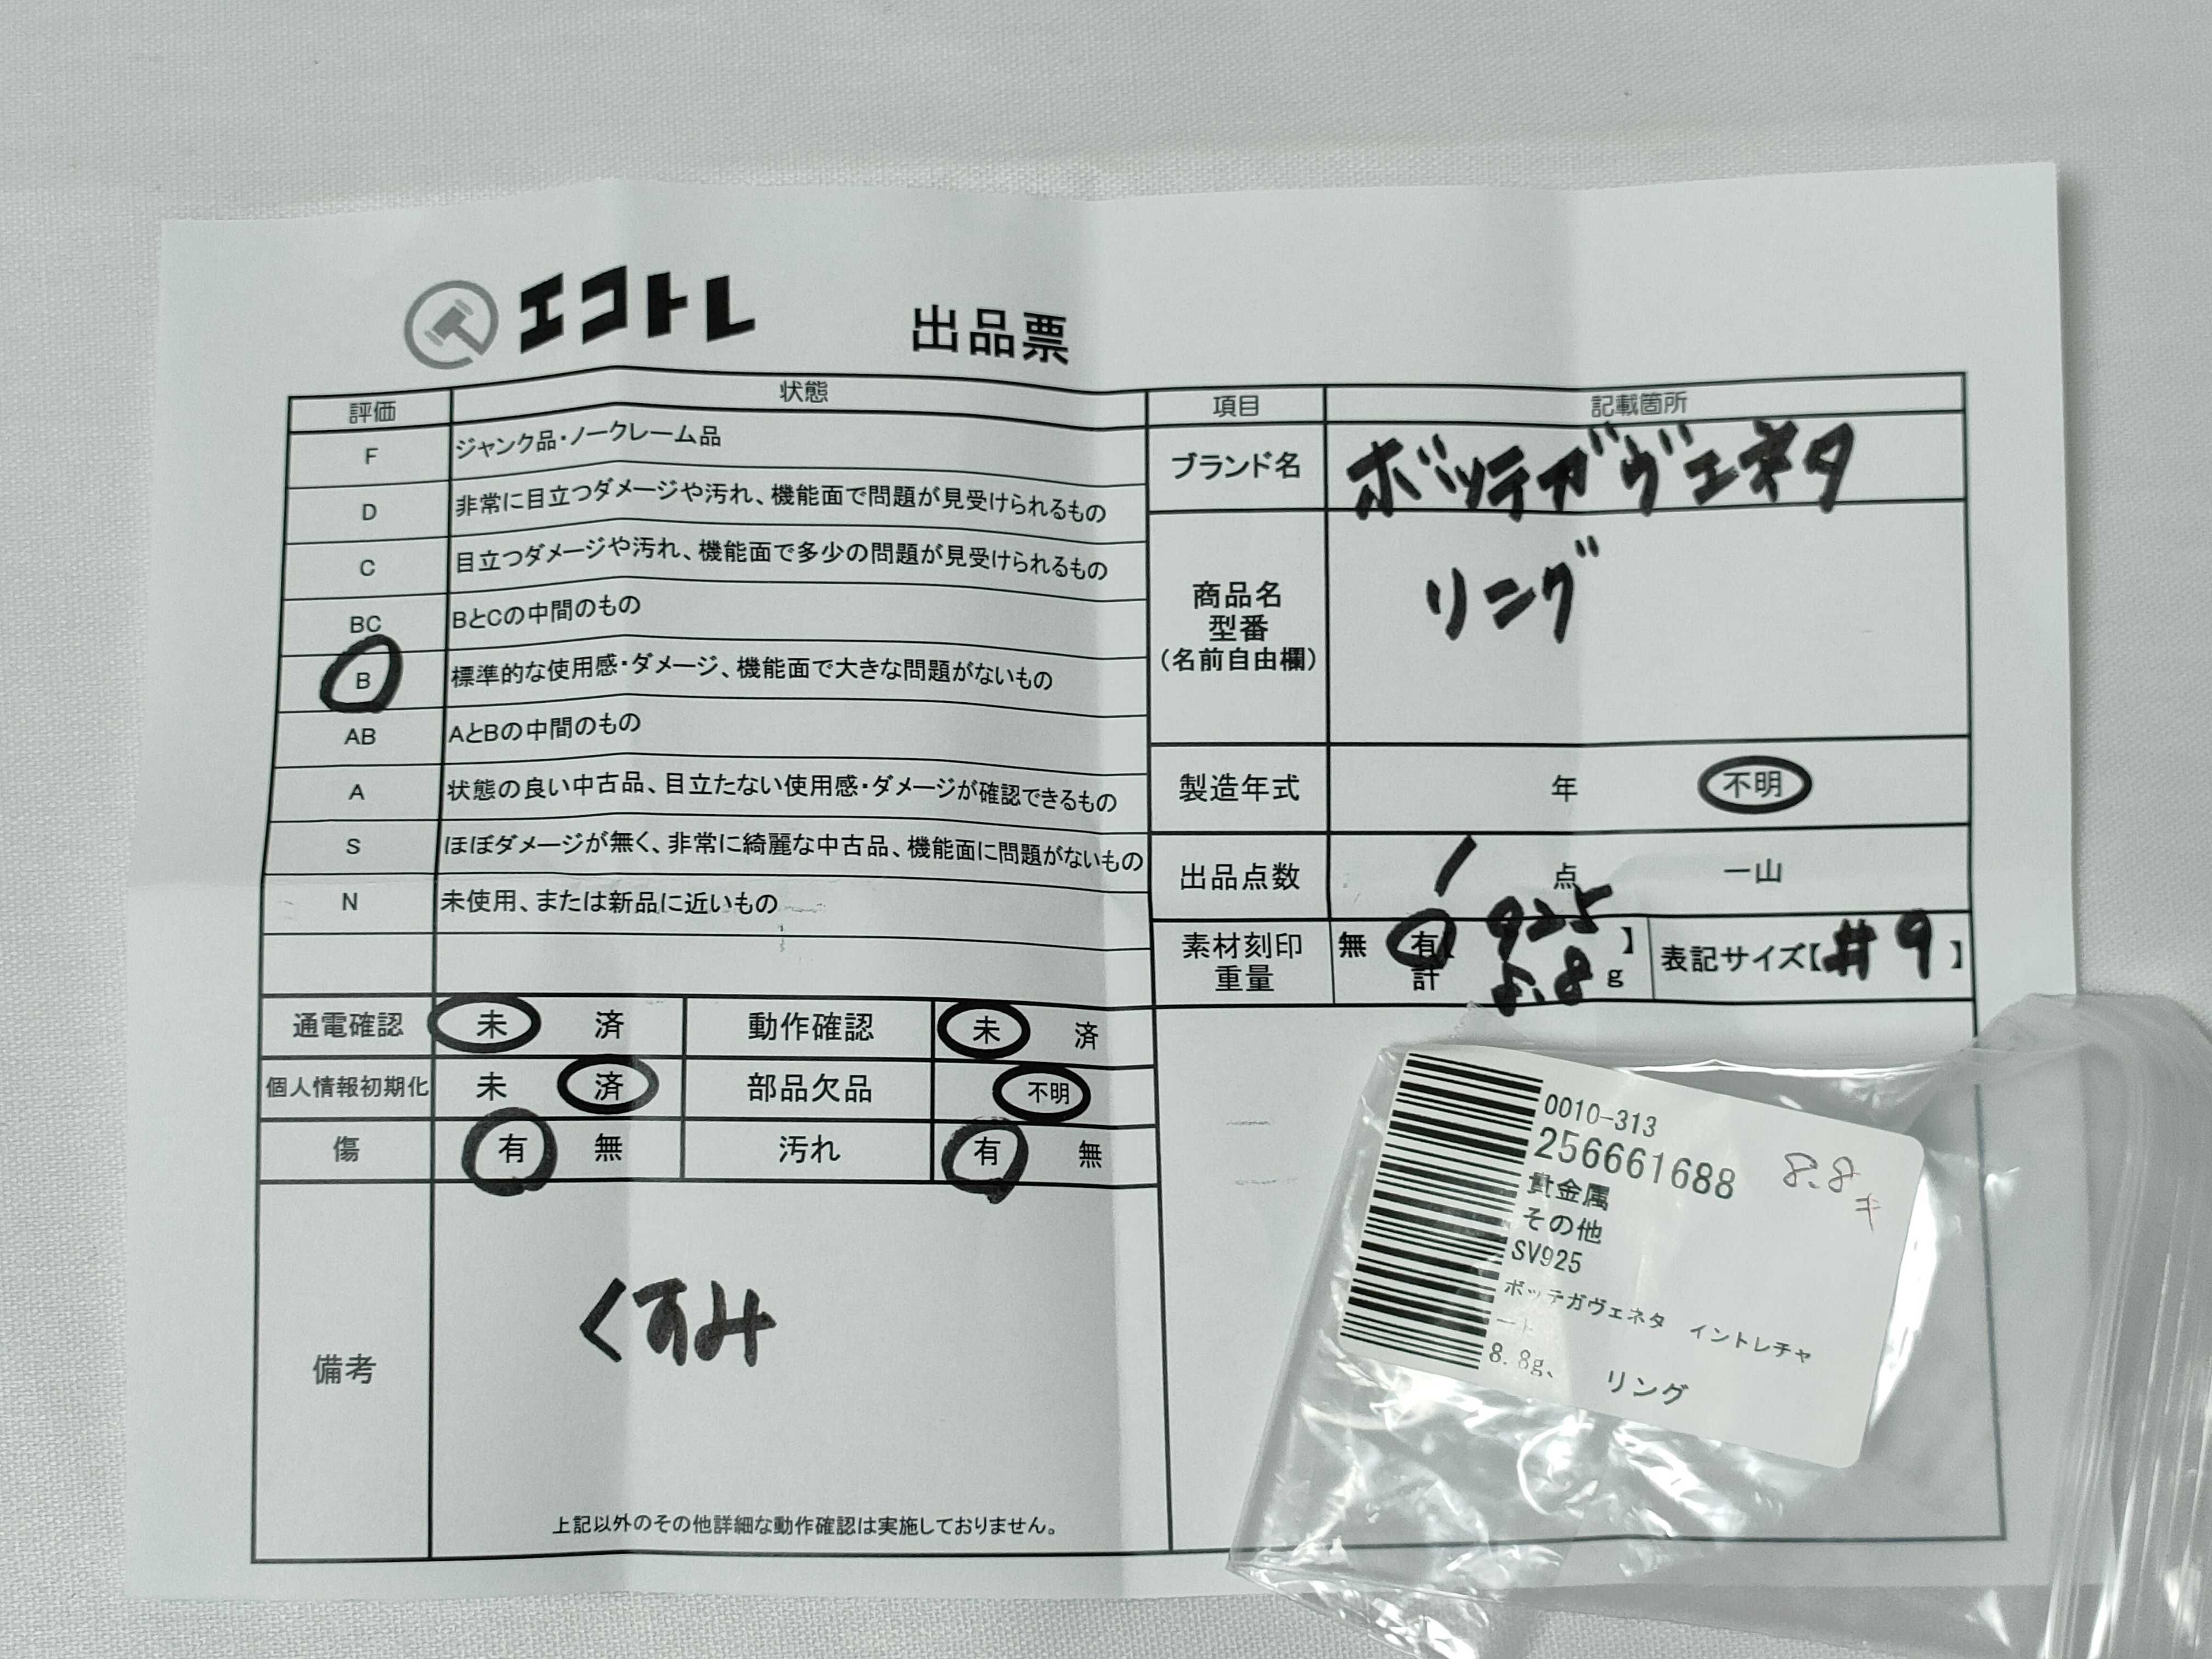 エコトレ 出品票
評価 状態
F ジャンク品・ノークレーム品
D 非常に目立つダメージや汚れ、機能面で問題が見受けられるもの
C 目立つダメージや汚れ、機能面で多少の問題が見受けられるもの
BC BとCの中間のもの
B 標準的な使用感・ダメージ、機能面で大きな問題がないもの
AB AとBの中間のもの
A 状態の良い中古品、目立たない使用感・ダメージが確認できるもの
S ほぼダメージが無く、非常に綺麗な中古品、機能面に問題がないもの
N 未使用、または新品に近いもの
項目 記載箇所
ブランド名 ボッテガヴェネタ
商品名
型番
(名前自由欄)
リング
製造年式 年 不明
出品点数 1 点 一山
素材刻印 無 有【 925 】
重量 計 8.8 g
表記サイズ【 #9 】
通電確認 未 済 動作確認 未 済
個人情報初期化 未 済 部品欠品 不明
傷 有 無 汚れ 有 無
備考 くすみ
上記以外のその他詳細な動作確認は実施しておりません。
0010-313
256661688
8.8
貴金属
その他
SV925
ボッテガヴェネタ イントレチャ
ート
8.8g、 リング